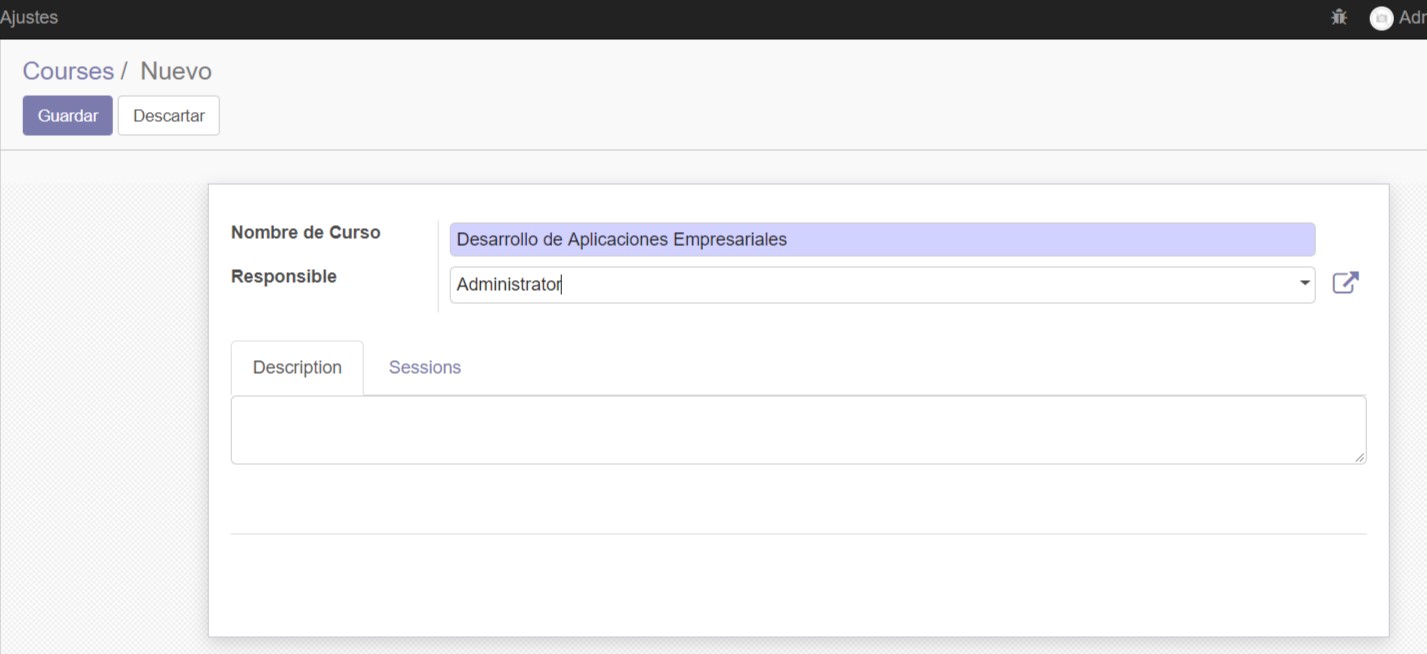 Ajustes Adr
Courses / Nuevo
Guardar Descartar
Nombre de Curso Desarrollo de Aplicaciones Empresariales
Responsible Administrator
Description Sessions